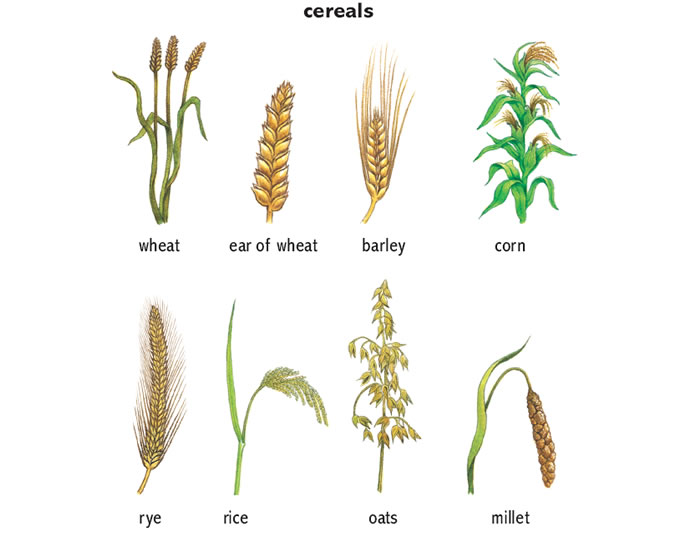 cereals
wheat
ear of wheat
barley
corn
rye
rice
oats
millet